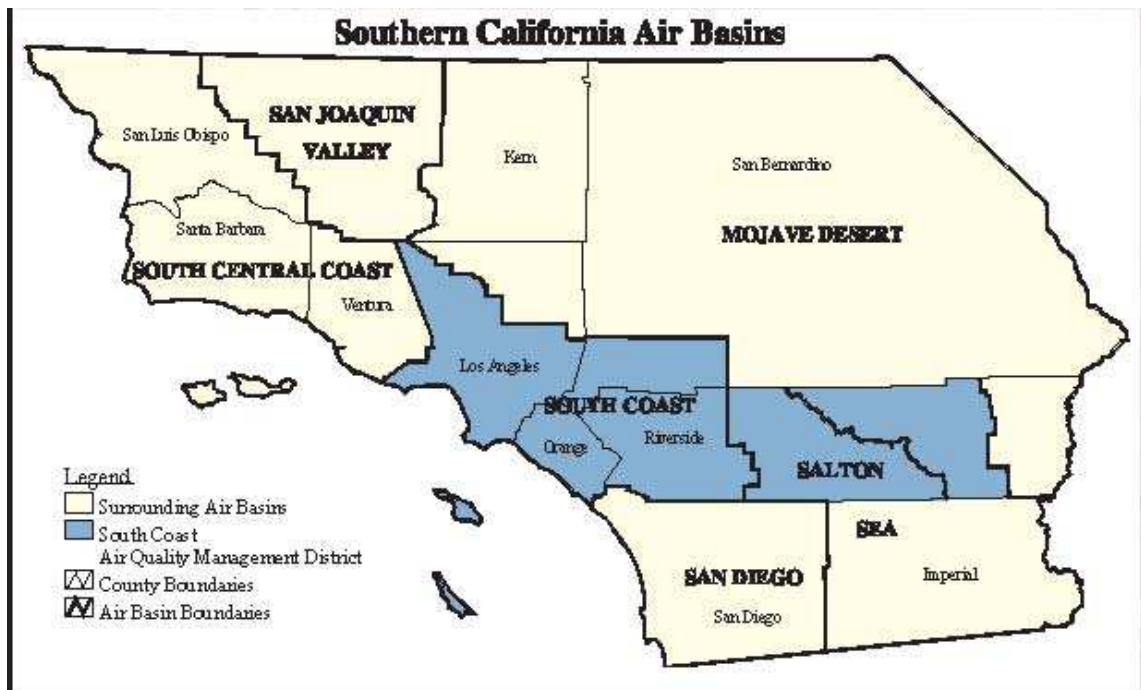 Southern California Air Basins
SAN JOAQUIN
VALLEY
San Luis Obispo
Kern
San Bernardino
Santa Barbara
MOJAVE DESERT
SOUTH CENTRAL COAST
Ventura
Los Angeles
SOUTH COAST
Orange
Riverside
SALTON
SEA
SAN DIEGO
San Diego
Imperial
Legend
Surrounding Air Basins
South Coast
Air Quality Management District
County Boundaries
Air Basin Boundaries